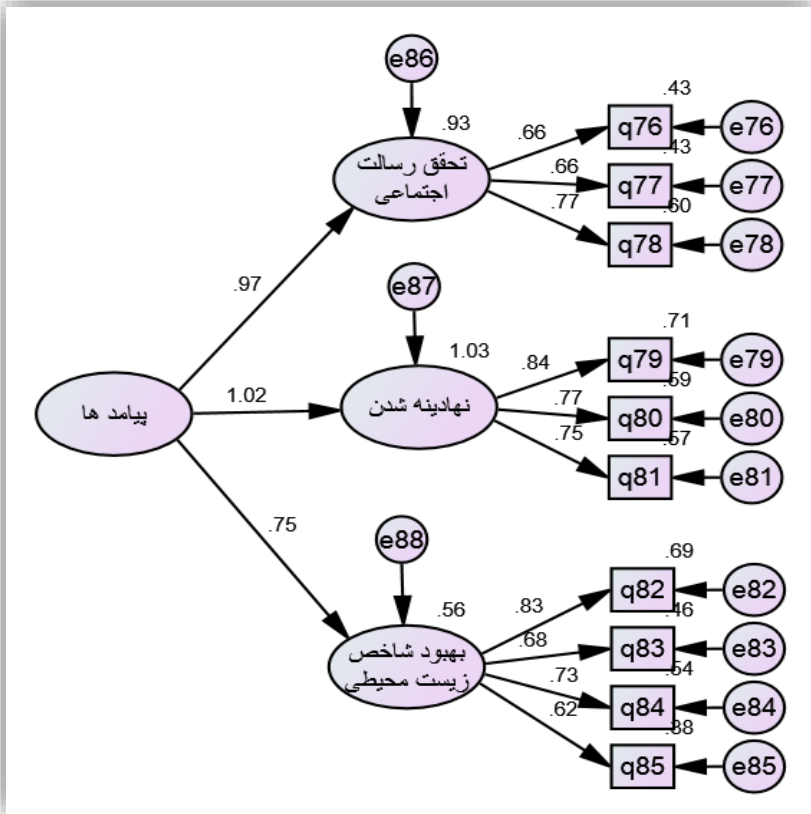 e86
.93
تحقق رسالت
اجتماعی
.66
.66
.77
.43
q76
e76
.43
q77
e77
.60
q78
e78
.97
e87
1.03
نهادینه شدن
.84
.77
.75
.71
q79
e79
.59
q80
e80
.57
q81
e81
1.02
پیامد ها
.75
e88
.56
بهبود شاخص
زیست محیطی
.83
.68
.73
.62
.69
q82
e82
.46
q83
e83
.54
q84
e84
.38
q85
e85